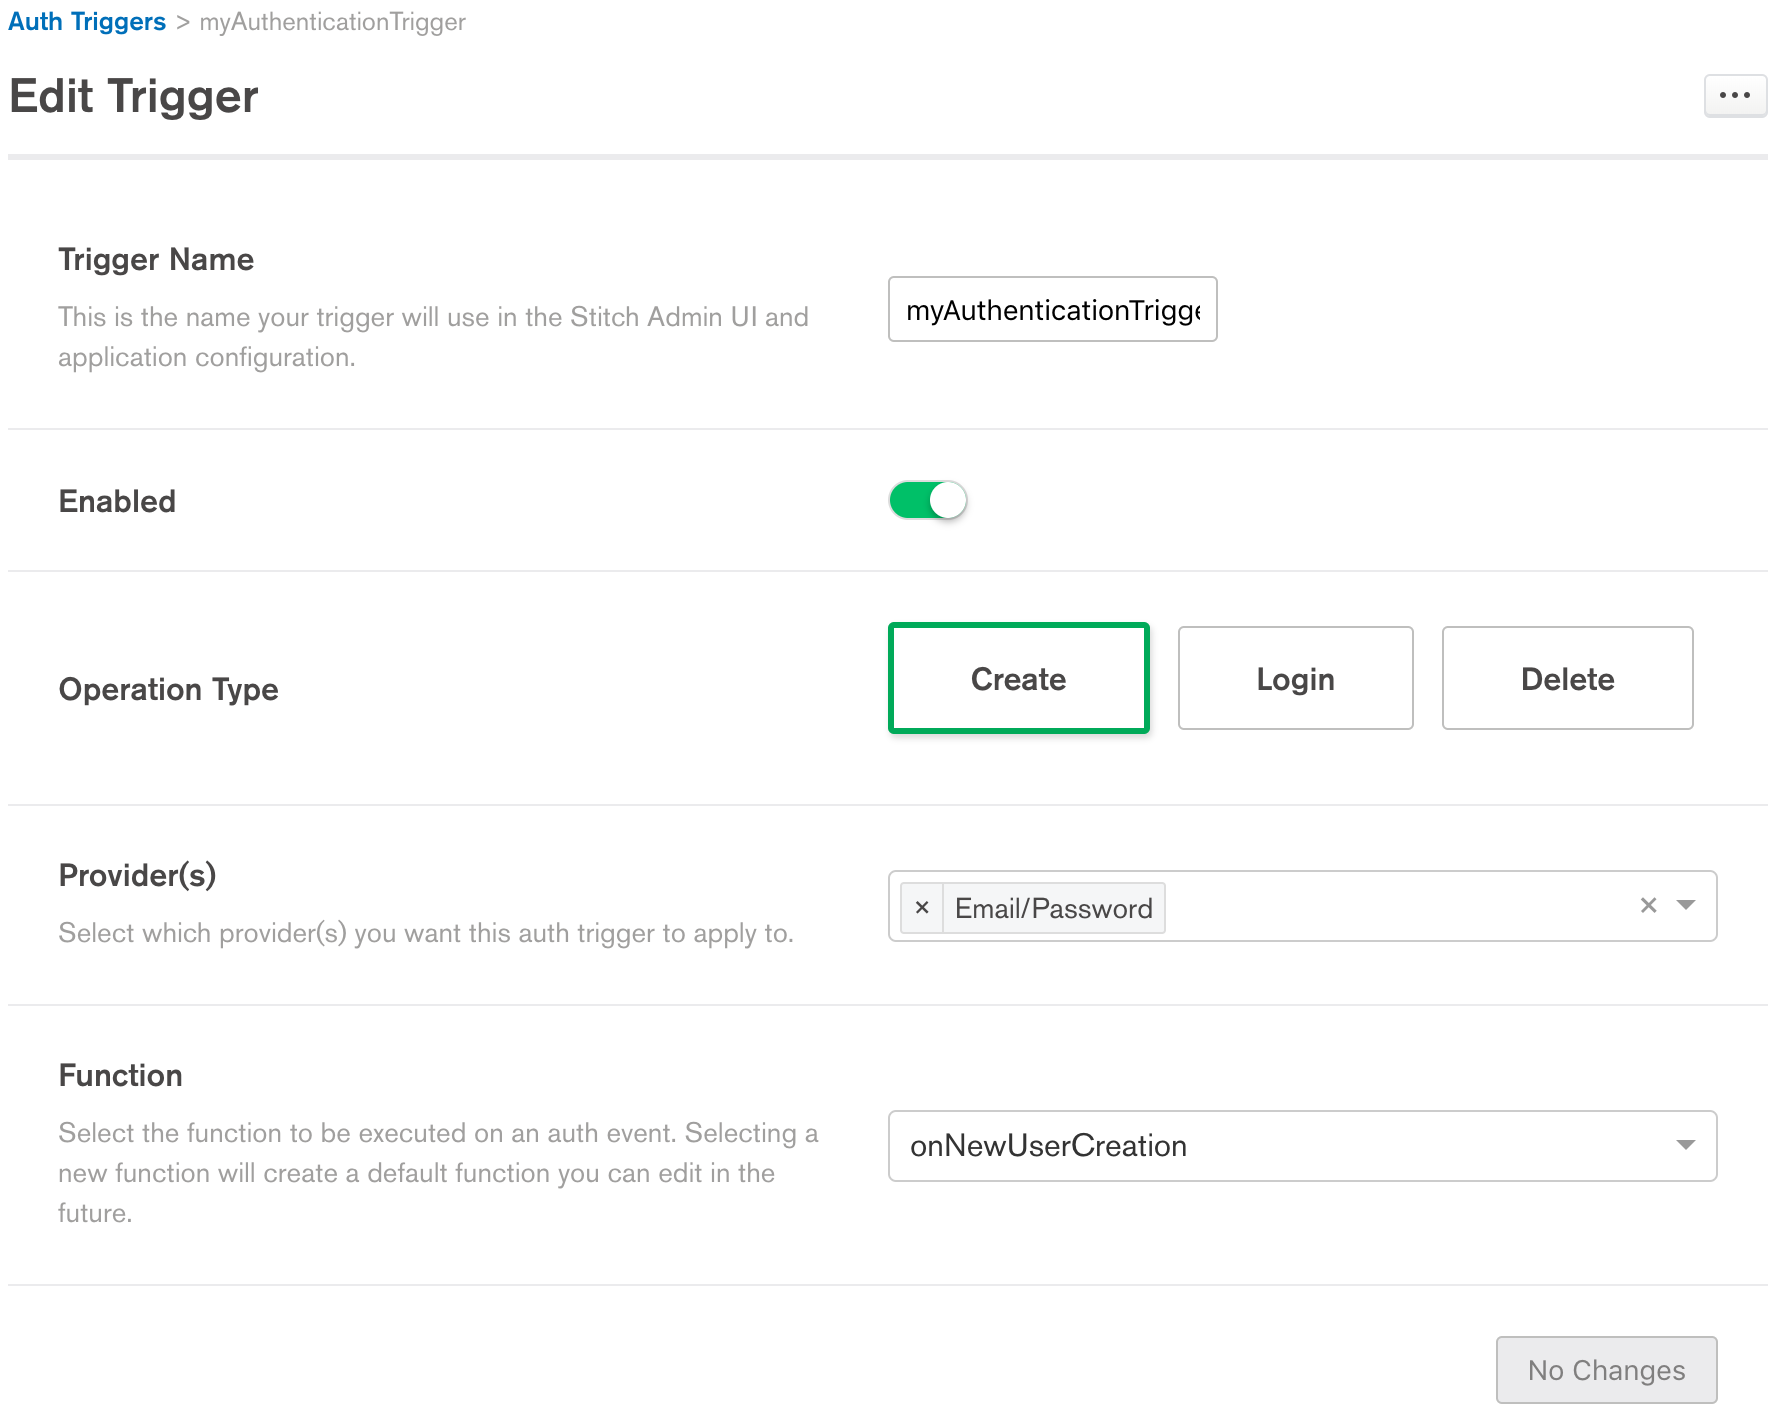 Auth Triggers > myAuthenticationTrigger
Edit Trigger
Trigger Name
This is the name your trigger will use in the Stitch Admin UI and
application configuration.
myAuthenticationTrigge
Enabled
Operation Type
Create
Login
Delete
Provider(s)
Select which provider(s) you want this auth trigger to apply to.
× Email/Password
Function
Select the function to be executed on an auth event. Selecting a
new function will create a default function you can edit in the
future.
onNewUserCreation
No Changes